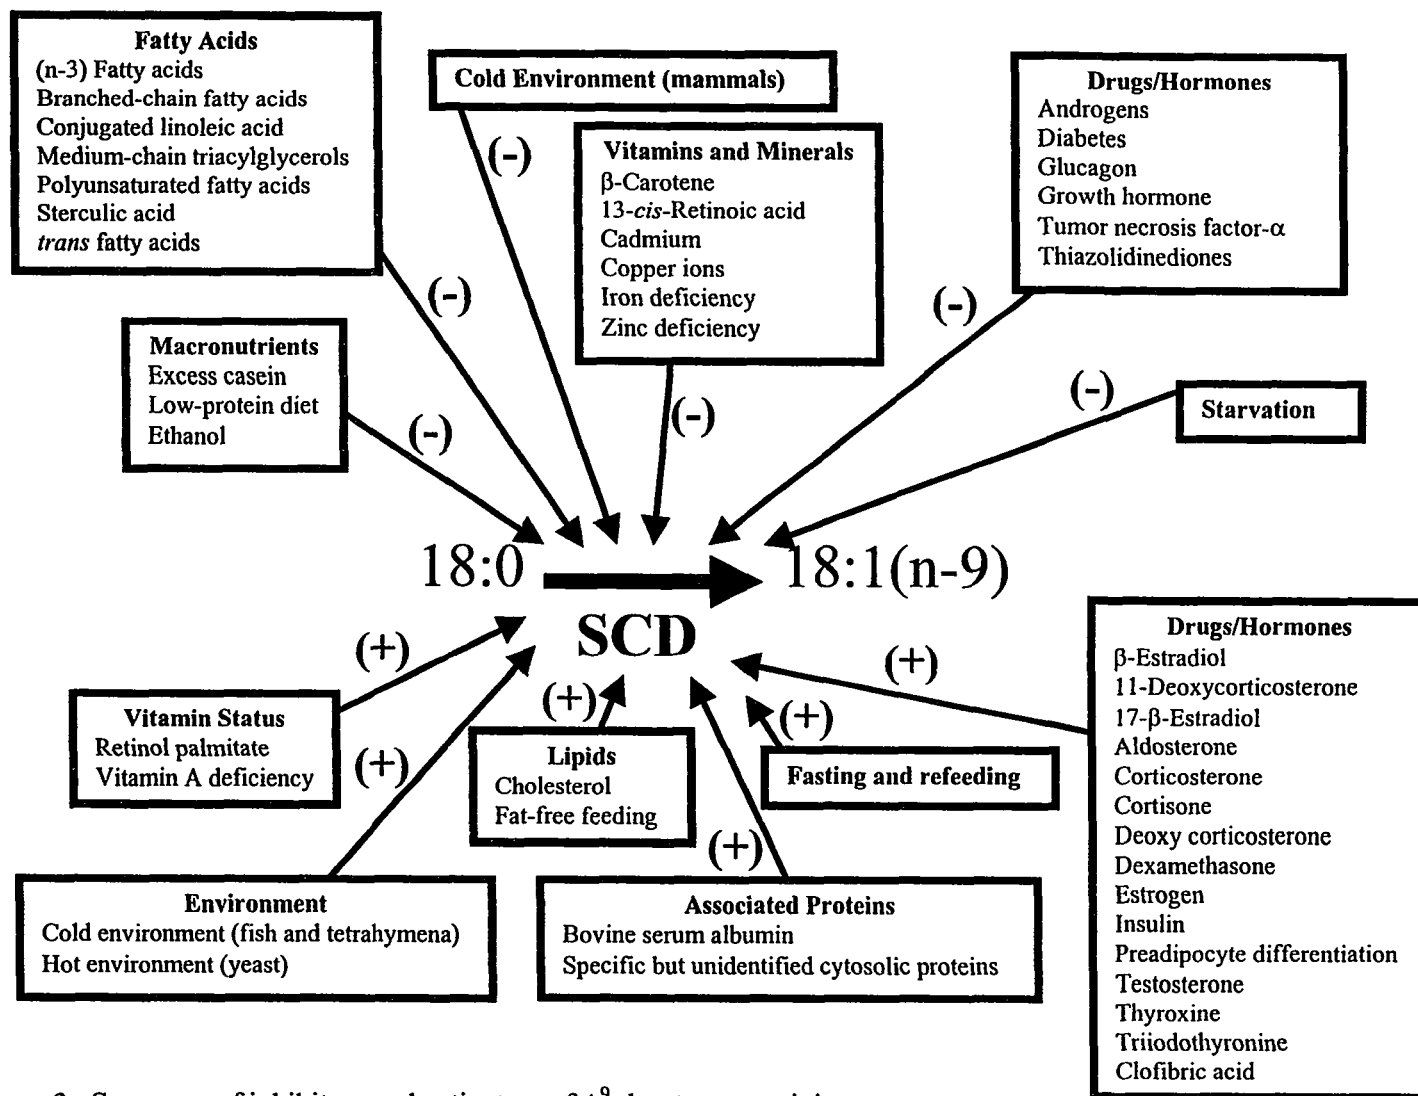 Fatty Acids
(n-3) Fatty acids
Branched-chain fatty acids
Conjugated linoleic acid
Medium-chain triacylglycerols
Polyunsaturated fatty acids
Sterculic acid
trans fatty acids
(-)
Cold Environment (mammals)
(-)
Vitamins and Minerals
β-Carotene
13-cis-Retinoic acid
Cadmium
Copper ions
Iron deficiency
Zinc deficiency
(-)
Drugs/Hormones
Androgens
Diabetes
Glucagon
Growth hormone
Tumor necrosis factor-α
Thiazolidinediones
(-)
Macronutrients
Excess casein
Low-protein diet
Ethanol
(-)
Starvation
(-)
18:0
18:1(n-9)
SCD
Vitamin Status
Retinol palmitate
Vitamin A deficiency
(+)
(+)
Lipids
Cholesterol
Fat-free feeding
(+)
Fasting and refeeding
(+)
Drugs/Hormones
β-Estradiol
11-Deoxycorticosterone
17-β-Estradiol
Aldosterone
Corticosterone
Cortisone
Deoxy corticosterone
Dexamethasone
Estrogen
Insulin
Preadipocyte differentiation
Testosterone
Thyroxine
Triiodothyronine
Clofibric acid
(+)
Environment
Cold environment (fish and tetrahymena)
Hot environment (yeast)
Associated Proteins
Bovine serum albumin
Specific but unidentified cytosolic proteins
(+)